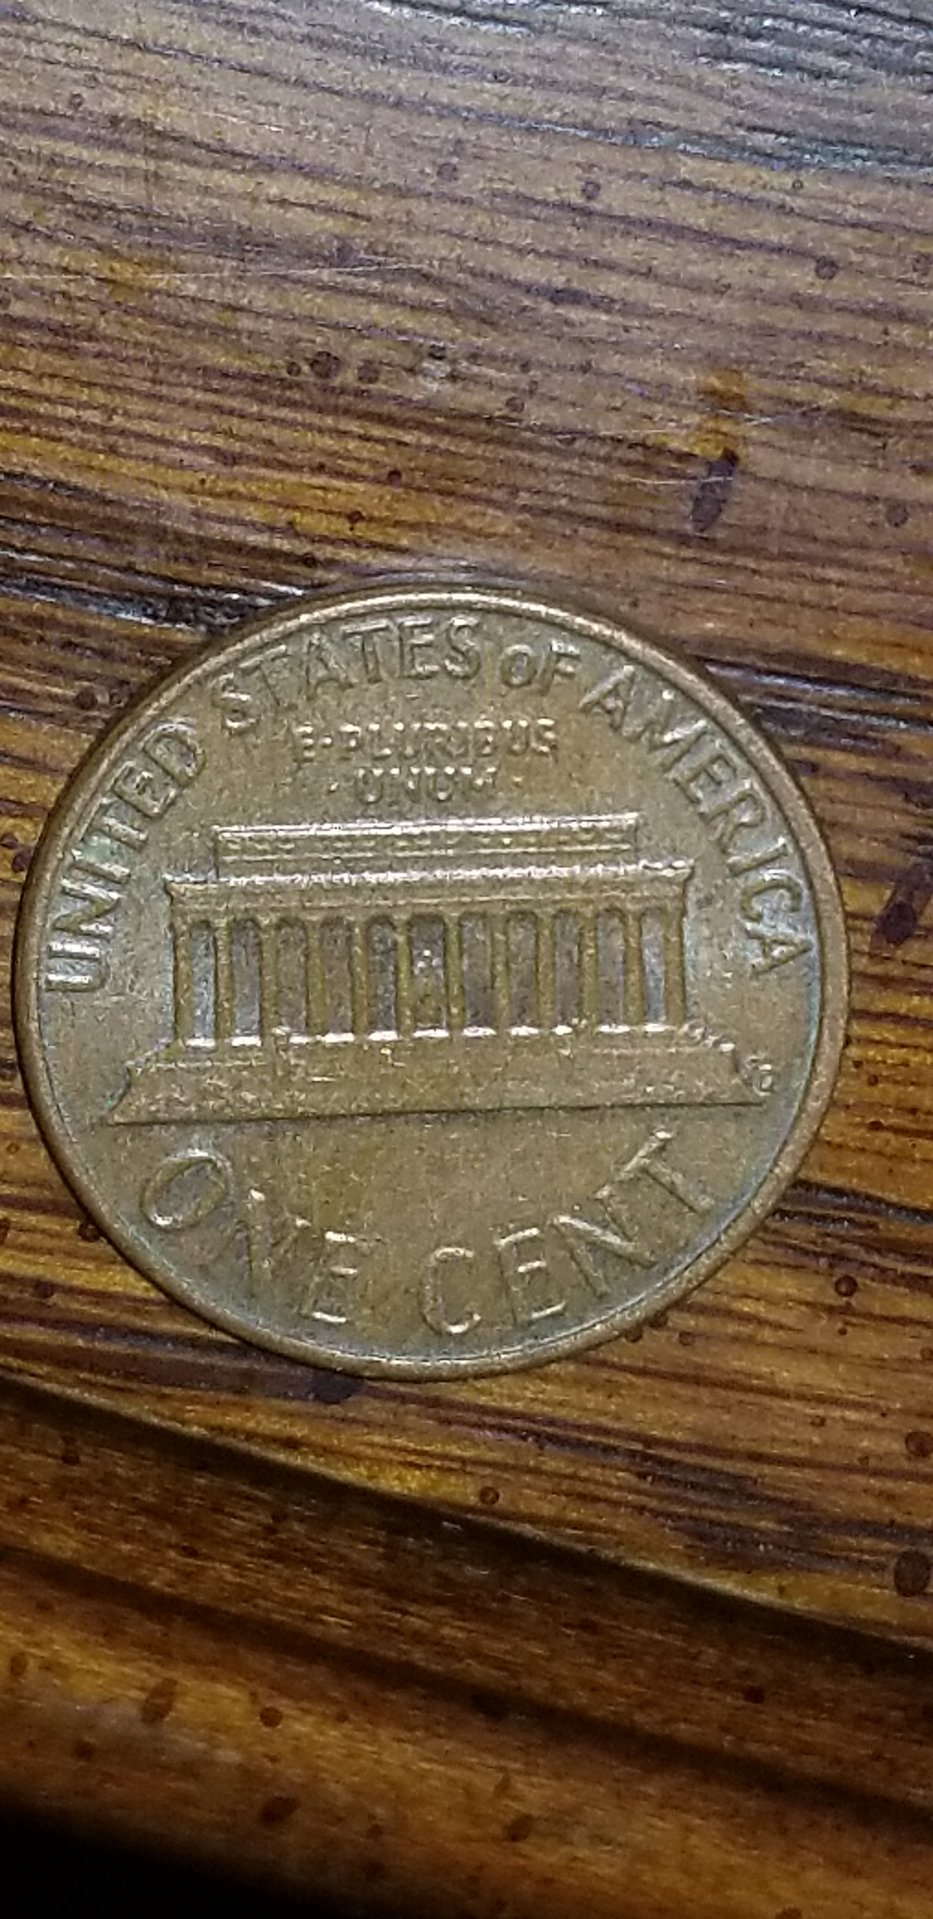 UNITED STATES OF AMERICA
E·PLURIBUS
·UNUM·
ONE CENT